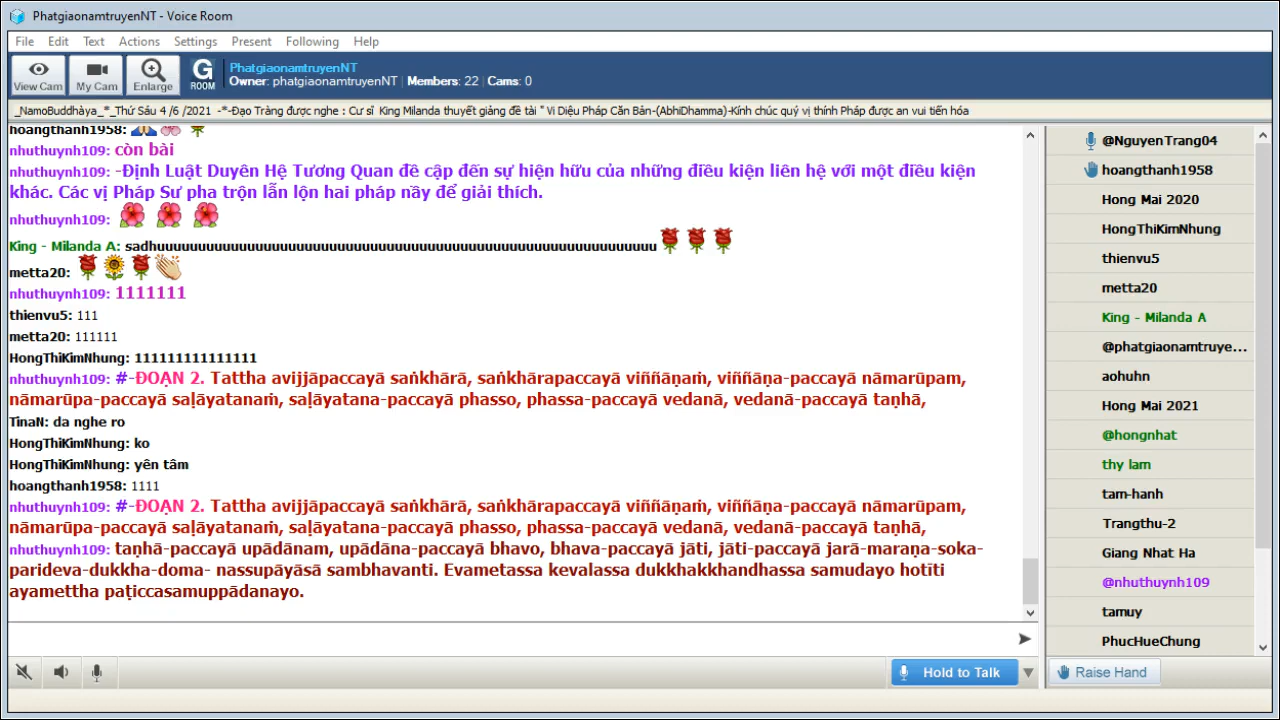 PhatgiaonamtruyenNT - Voice Room
File Edit Text Actions Settings Present Following Help
View Cam
My Cam
Enlarge
G
ROOM
PhatgiaonamtruyenNT
Owner: phatgiaonamtruyenNT | Members: 22 | Cams: 0
_NamoBuddhàya_*_Thứ Sáu 4 /6 /2021 -*-Đạo Tràng được nghe : Cư sĩ King Milanda thuyết giảng đề tài " Vi Diệu Pháp Căn Bản-(AbhiDhamma)-Kính chúc quý vị thính Pháp được an vui tiến hóa
hoangthanh1958:
nhuthuynh109: còn bài
nhuthuynh109: -Định Luật Duyên Hệ Tương Quan đề cập đến sự hiện hữu của những điều kiện liên hệ với một điều kiện
khác. Các vị Pháp Sư pha trộn lẫn lộn hai pháp nầy để giải thích.
nhuthuynh109:
King - Milanda A: sadhuuuuuuuuuuuuuuuuuuuuuuuuuuuuuuuuuuuuuuuuuuuuuuuuuuuuuuuuuuuuu
metta20:
nhuthuynh109: 1111111
thienvu5: 111
metta20: 111111
HongThiKimNhung: 111111111111111
nhuthuynh109: #-ĐOẠN 2. Tattha avijjāpaccayā saṅkhārā, saṅkhārapaccayā viññāṇaṁ, viññāṇa-paccayā nāmarūpam,
nāmarūpa-paccayā saḷāyatanaṁ, saḷāyatana-paccayā phasso, phassa-paccayā vedanā, vedanā-paccayā taṇhā,
TinaN: da nghe ro
HongThiKimNhung: ko
HongThiKimNhung: yên tâm
hoangthanh1958: 1111
nhuthuynh109: #-ĐOẠN 2. Tattha avijjāpaccayā saṅkhārā, saṅkhārapaccayā viññāṇaṁ, viññāṇa-paccayā nāmarūpam,
nāmarūpa-paccayā saḷāyatanaṁ, saḷāyatana-paccayā phasso, phassa-paccayā vedanā, vedanā-paccayā taṇhā,
nhuthuynh109: taṇhā-paccayā upādānam, upādāna-paccayā bhavo, bhava-paccayā jāti, jāti-paccayā jarā-maraṇa-soka-
parideva-dukkha-doma- nassupāyāsā sambhavanti. Evametassa kevalassa dukkhakkhandhassa samudayo hotīti
ayamettha paṭiccasamuppādanayo.
@NguyenTrang04
hoangthanh1958
Hong Mai 2020
HongThiKimNhung
thienvu5
metta20
King - Milanda A
@phatgiaonamtruye...
aohuhn
Hong Mai 2021
@hongnhat
thy lam
tam-hanh
Trangthu-2
Giang Nhat Ha
@nhuthuynh109
tamuy
PhucHueChung
Hold to Talk
Raise Hand